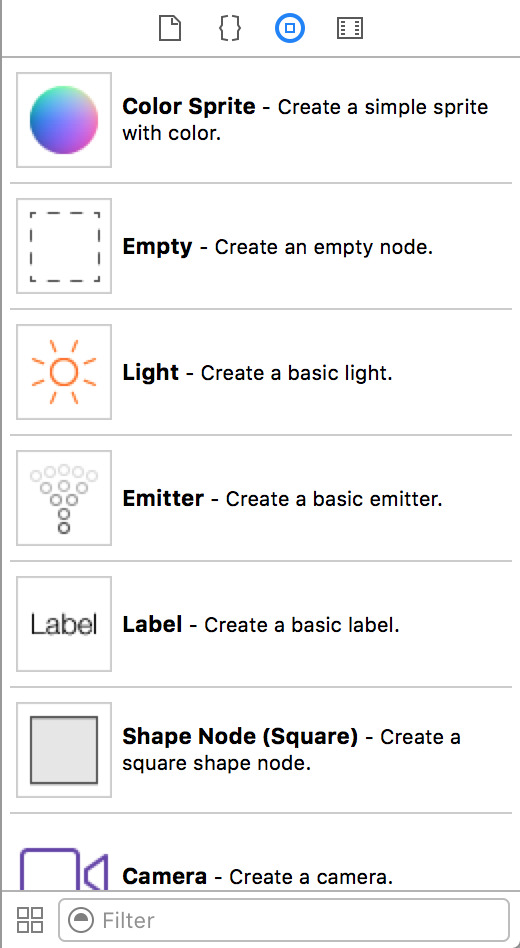 Color Sprite - Create a simple sprite
with color.
Empty - Create an empty node.
Light - Create a basic light.
Emitter - Create a basic emitter.
Label
Label - Create a basic label.
Shape Node (Square) - Create a
square shape node.
Camera - Create a camera.
Filter